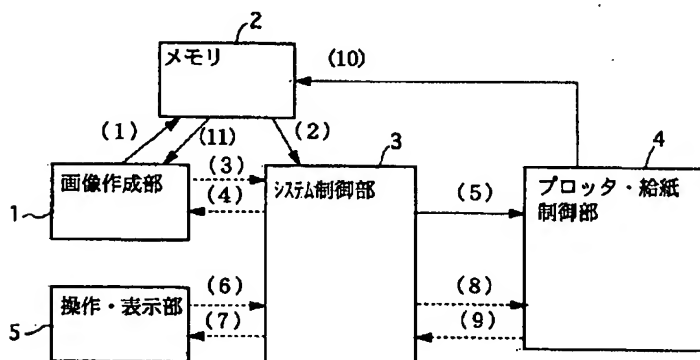 2
メモリ
(10)
(1)
(11)
(2)
3
4
画像作成部
(3)
システム制御部
プロッタ・給紙
制御部
1
(4)
(5)
操作・表示部
(6)
(8)
5
(7)
(9)